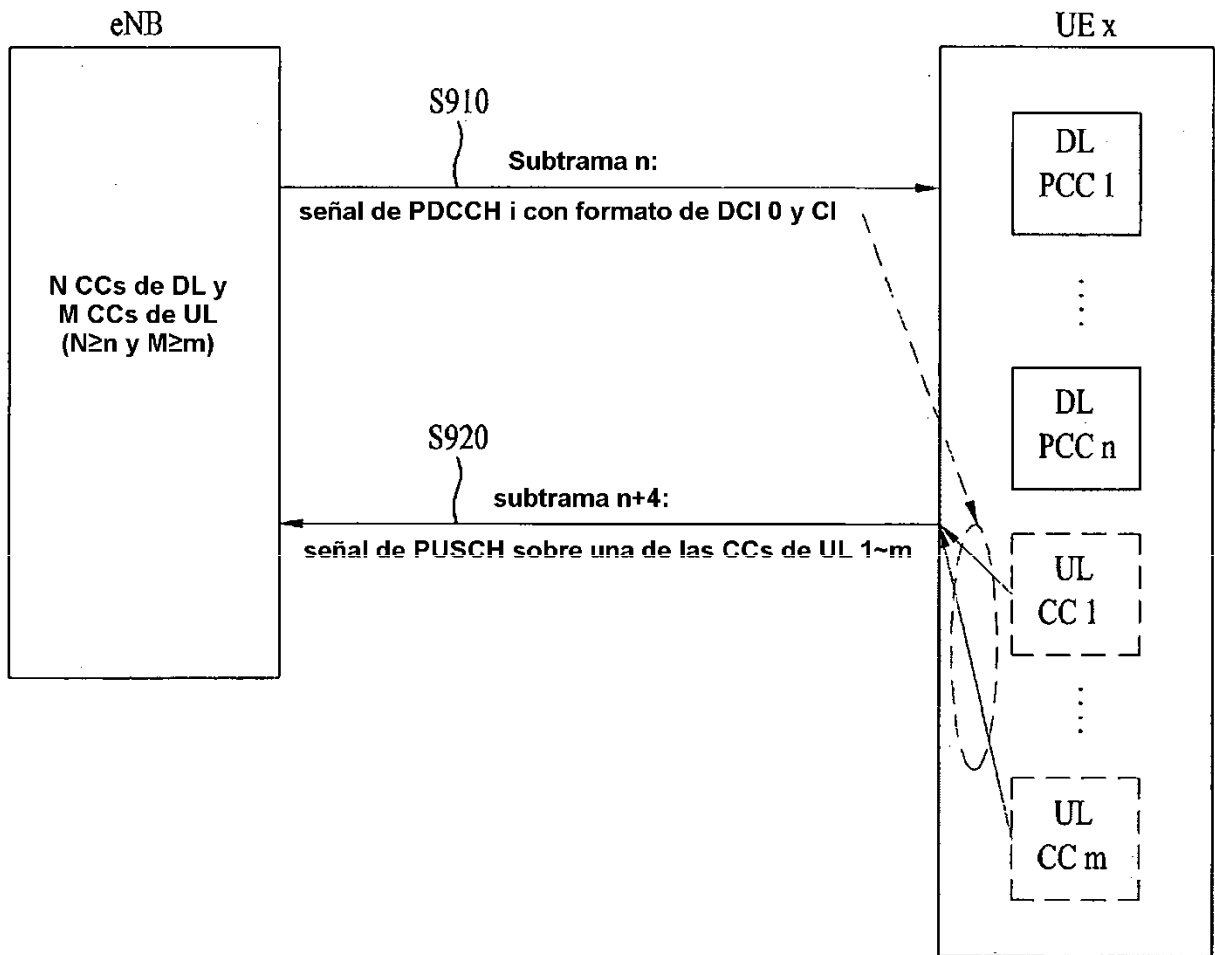 eNB
UE x
S910
Subtrama n:
señal de PDCCH i con formato de DCI 0 y CI
DL
PCC 1
N CCs de DL y
M CCs de UL
(N≥n y M≥m)
DL
PCC n
S920
subtrama n+4:
señal de PUSCH sobre una de las CCs de UL 1~m
UL
CC 1
UL
CC m